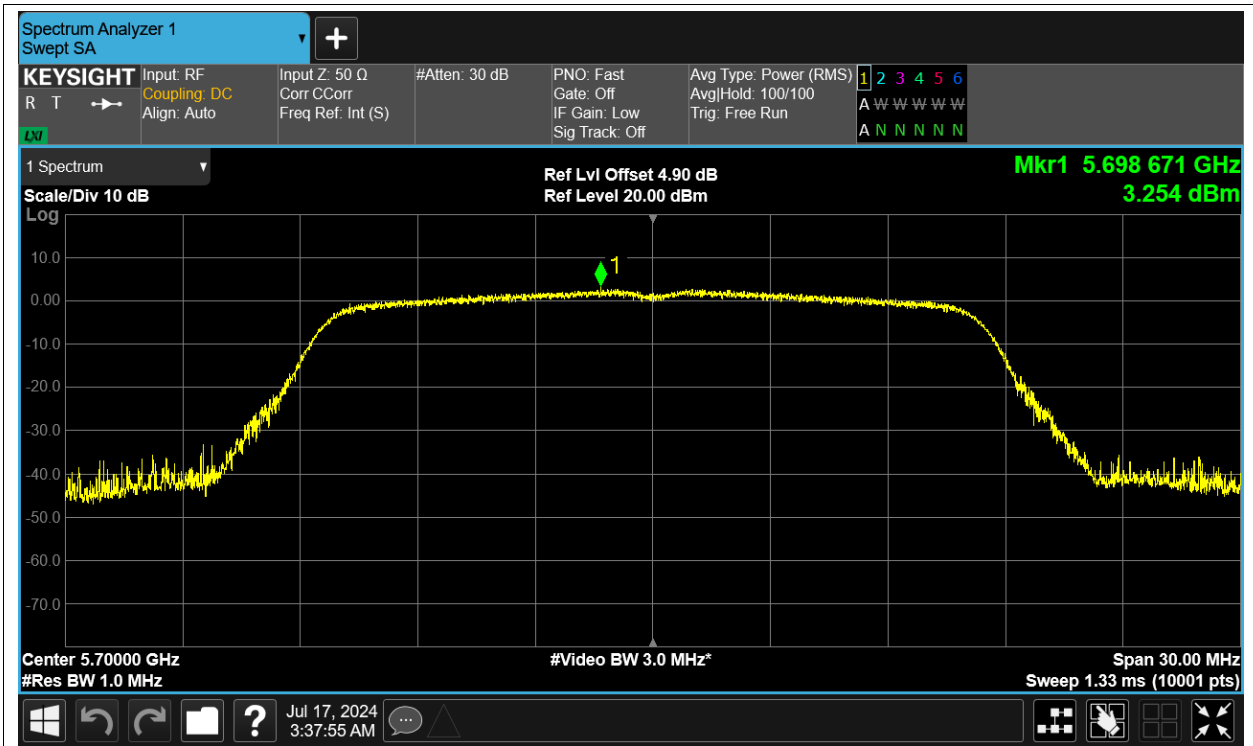 Spectrum Analyzer 1
Swept SA
KEYSIGHT
R T
LXI
Input: RF
Coupling: DC
Align: Auto
Input Z: 50 Ω
Corr CCorr
Freq Ref: Int (S)
#Atten: 30 dB
PNO: Fast
Gate: Off
IF Gain: Low
Sig Track: Off
Avg Type: Power (RMS)
Avg|Hold: 100/100
Trig: Free Run
1 2 3 4 5 6
A W W W W W
A N N N N N
1 Spectrum
Scale/Div 10 dB
Ref Lvl Offset 4.90 dB
Ref Level 20.00 dBm
Mkr1 5.698 671 GHz
3.254 dBm
Log
1
10.0
0.00
-10.0
-20.0
-30.0
-40.0
-50.0
-60.0
-70.0
Center 5.70000 GHz
#Res BW 1.0 MHz
#Video BW 3.0 MHz*
Span 30.00 MHz
Sweep 1.33 ms (10001 pts)
?
Jul 17, 2024
3:37:55 AM